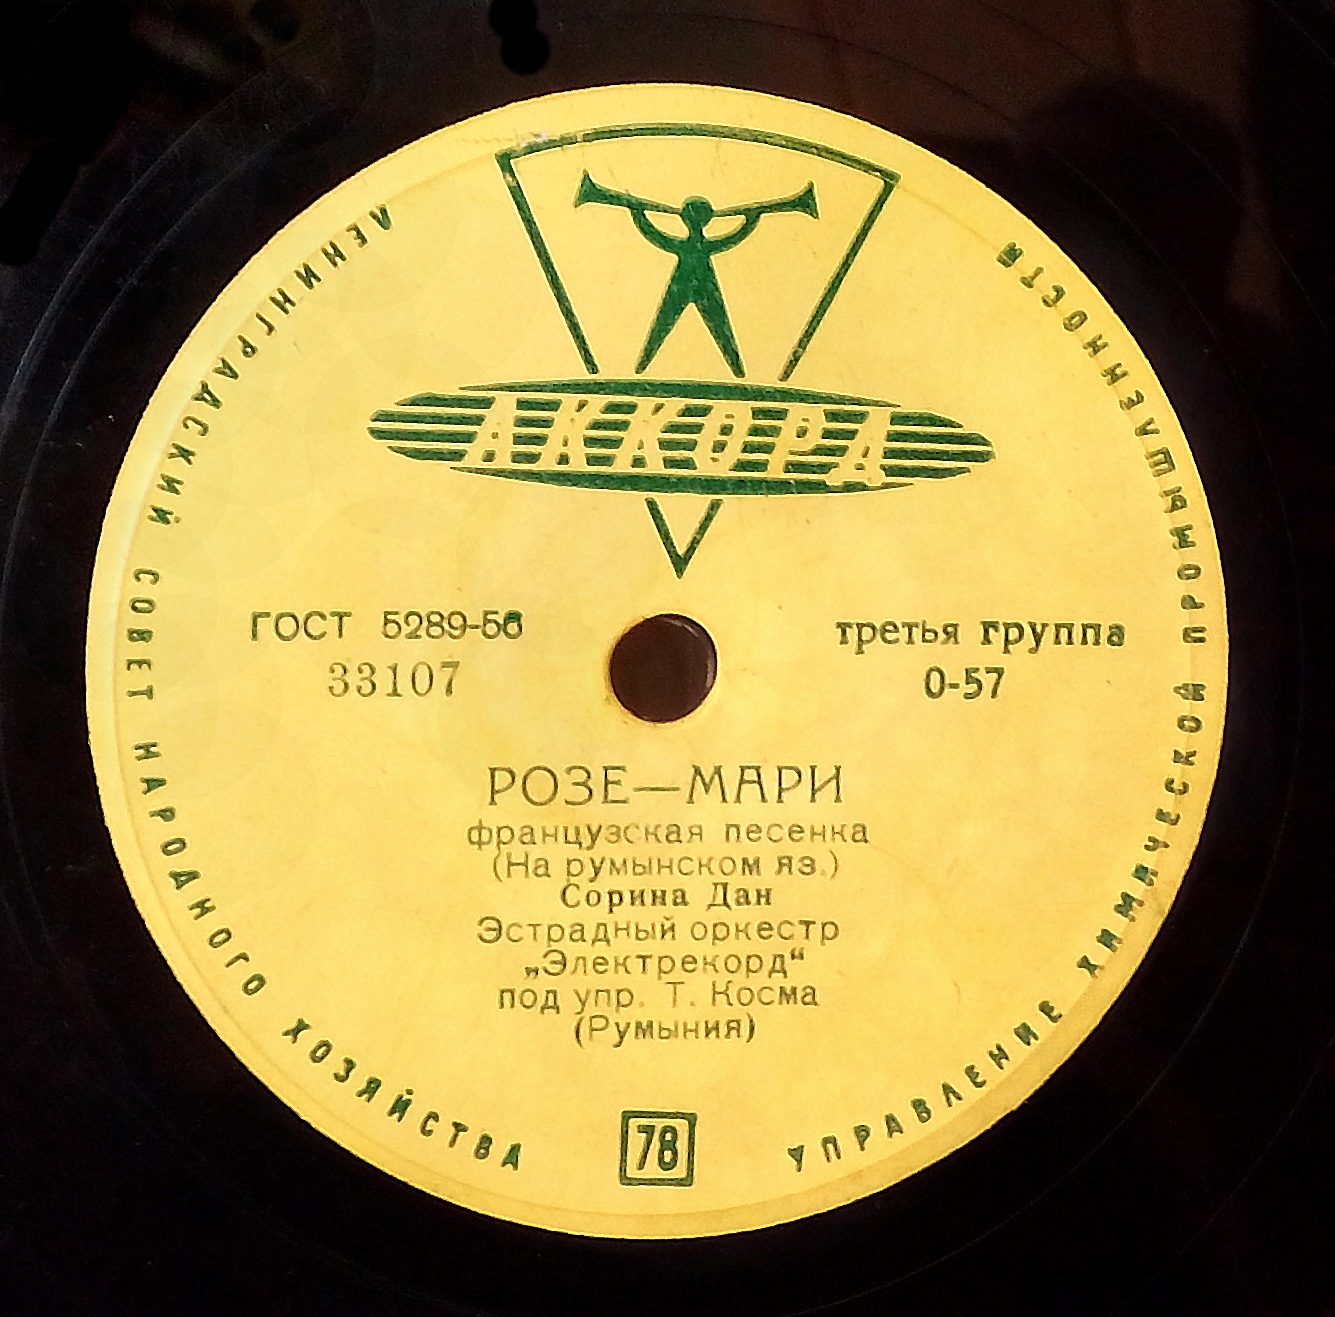 АККОРД
ЛЕНИНГРАДСКИЙ СОВЕТ НАРОДНОГО ХОЗЯЙСТВА
УПРАВЛЕНИЕ ХИМИЧЕСКОЙ ПРОМЫШЛЕННОСТИ
ГОСТ 5289-56
33107
третья группа
0-57
РОЗЕ—МАРИ
французская песенка
(На румынском яз.)
Сорина Дан
Эстрадный оркестр
„Электрекорд“
под упр. Т. Косма
(Румыния)
78